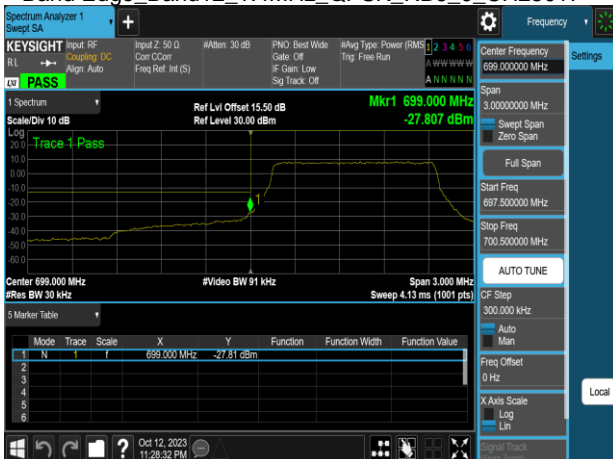 Spectrum Analyzer 1
Swept SA
+
Frequency
KEYSIGHT
RL
PASS
Input: RF
Coupling: DC
Align: Auto
Input Z: 50 Ω
Corr CCorr
Freq Ref: Int (S)
#Atten: 30 dB
PNO: Best Wide
Gate: Off
IF Gain: Low
Sig Track: Off
#Avg Type: Power (RMS
Trig: Free Run
1 2 3 4 5 6
A W W W W W
A N N N N N
1 Spectrum
Scale/Div 10 dB
Ref Lvl Offset 15.50 dB
Ref Level 30.00 dBm
Mkr1 699.000 MHz
-27.807 dBm
Log
Trace 1 Pass
20.0
10.0
0.00
-10.0
-20.0
-30.0
-40.0
-50.0
-60.0
1
Center 699.000 MHz
#Res BW 30 kHz
#Video BW 91 kHz
Span 3.000 MHz
Sweep 4.13 ms (1001 pts)
5 Marker Table
Mode Trace Scale X Y Function Function Width Function Value
1 N 1 f 699.000 MHz -27.81 dBm
2
3
4
5
6
Oct 12, 2023
11:28:32 PM
Center Frequency
699.000000 MHz
Settings
Span
3.00000000 MHz
Swept Span
Zero Span
Full Span
Start Freq
697.500000 MHz
Stop Freq
700.500000 MHz
AUTO TUNE
CF Step
300.000 kHz
Auto
Man
Freq Offset
0 Hz
X Axis Scale
Log
Lin
Local
Signal Track